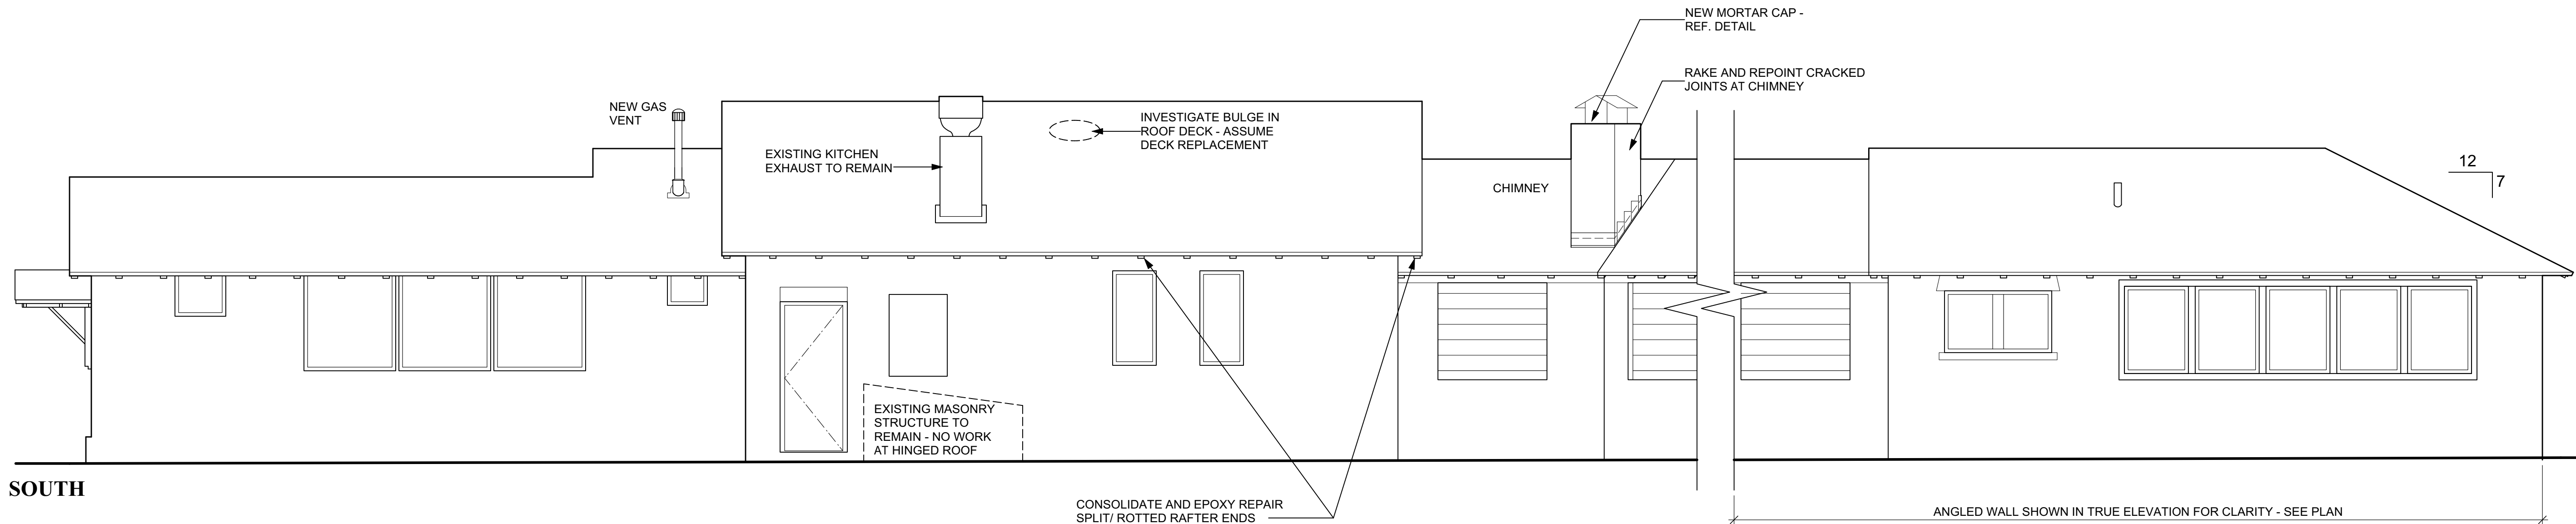 NEW MORTAR CAP -
REF. DETAIL
RAKE AND REPOINT CRACKED
JOINTS AT CHIMNEY
NEW GAS
VENT
INVESTIGATE BULGE IN
ROOF DECK - ASSUME
DECK REPLACEMENT
EXISTING KITCHEN
EXHAUST TO REMAIN
CHIMNEY
12
7
EXISTING MASONRY
STRUCTURE TO
REMAIN - NO WORK
AT HINGED ROOF
SOUTH
CONSOLIDATE AND EPOXY REPAIR
SPLIT/ ROTTED RAFTER ENDS
ANGLED WALL SHOWN IN TRUE ELEVATION FOR CLARITY - SEE PLAN